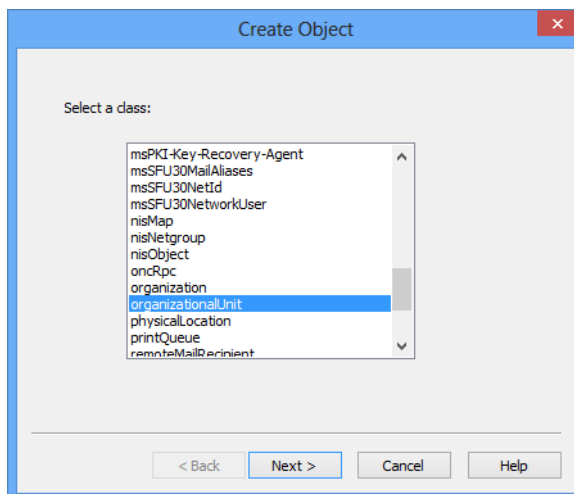 Create Object
Select a class:
msPKI-Key-Recovery-Agent
msSFU30MailAliases
msSFU30NetId
msSFU30NetworkUser
nisMap
nisNetgroup
nisObject
oncRpc
organization
organizationalUnit
physicalLocation
printQueue
remoteMailRecipient
< Back Next > Cancel Help